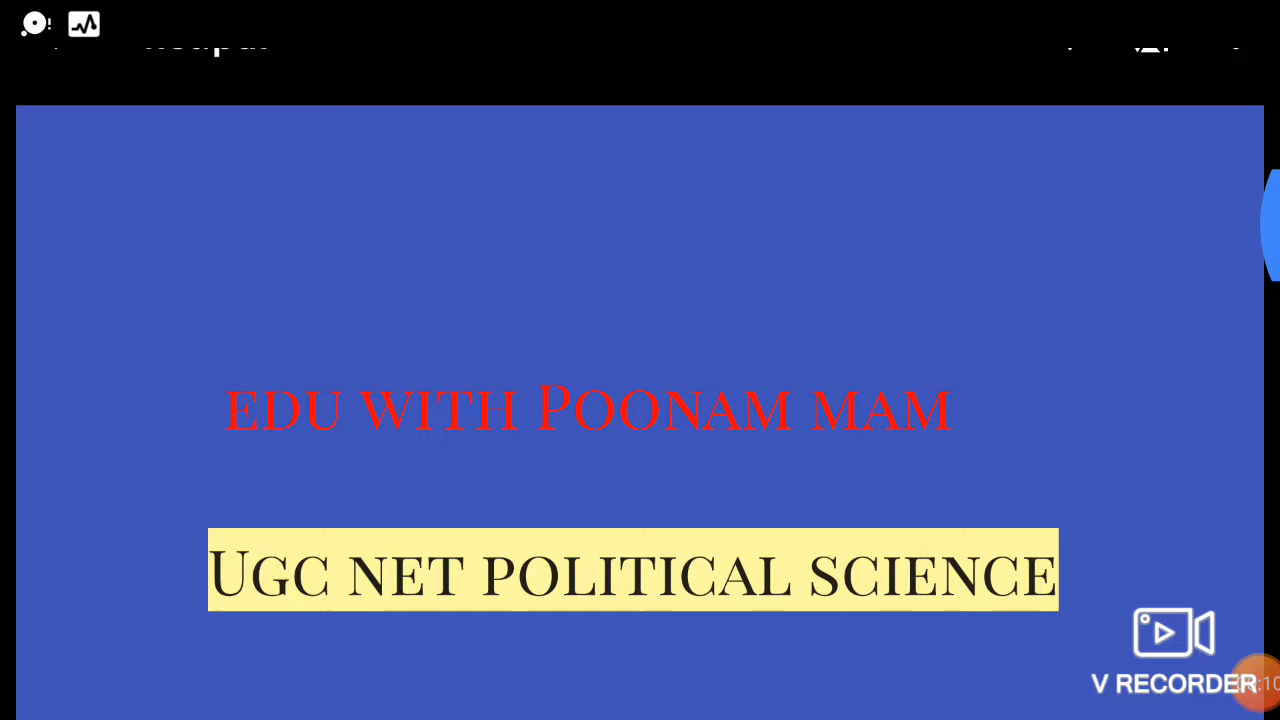 EDU WITH POONAM MAM
UGC NET POLITICAL SCIENCE
V RECORDER